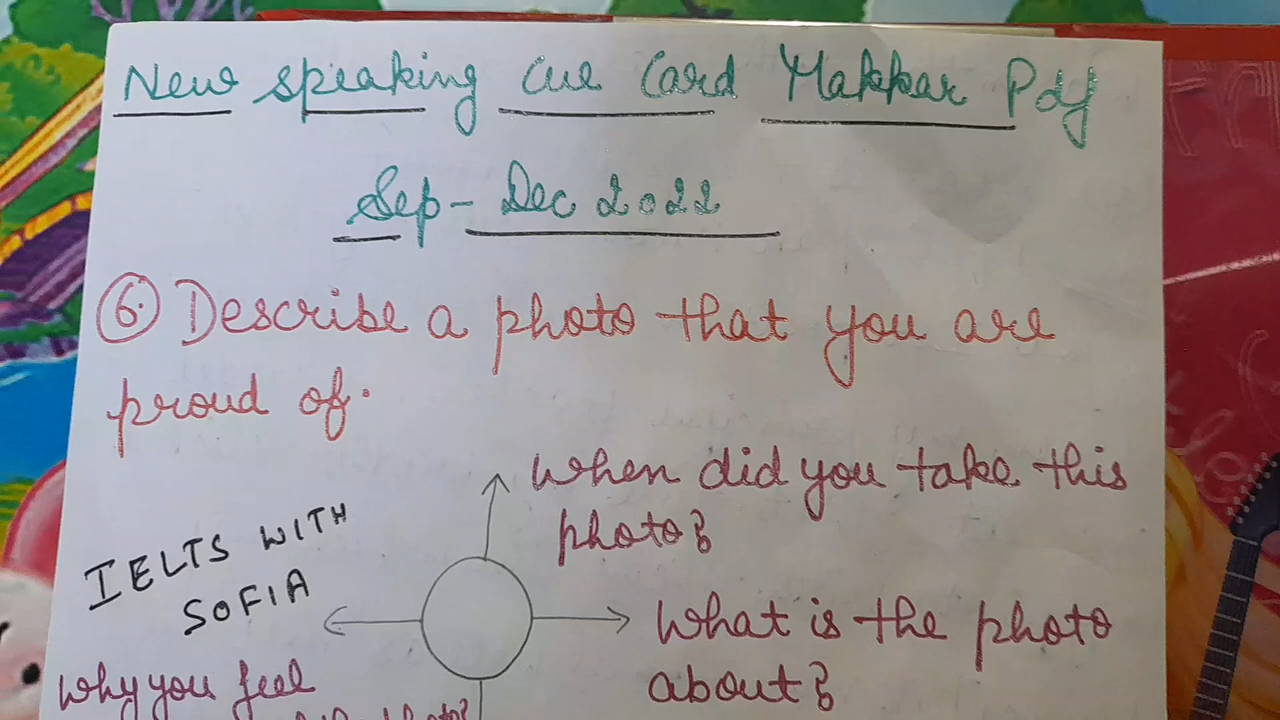 New speaking Cue Card Makkar Pdf
Sep - Dec 2022
6. Describe a photo that you are
proud of.
When did you take this
photo?
IELTS WITH
SOFIA
What is the photo
about?
Why you feel
photo?